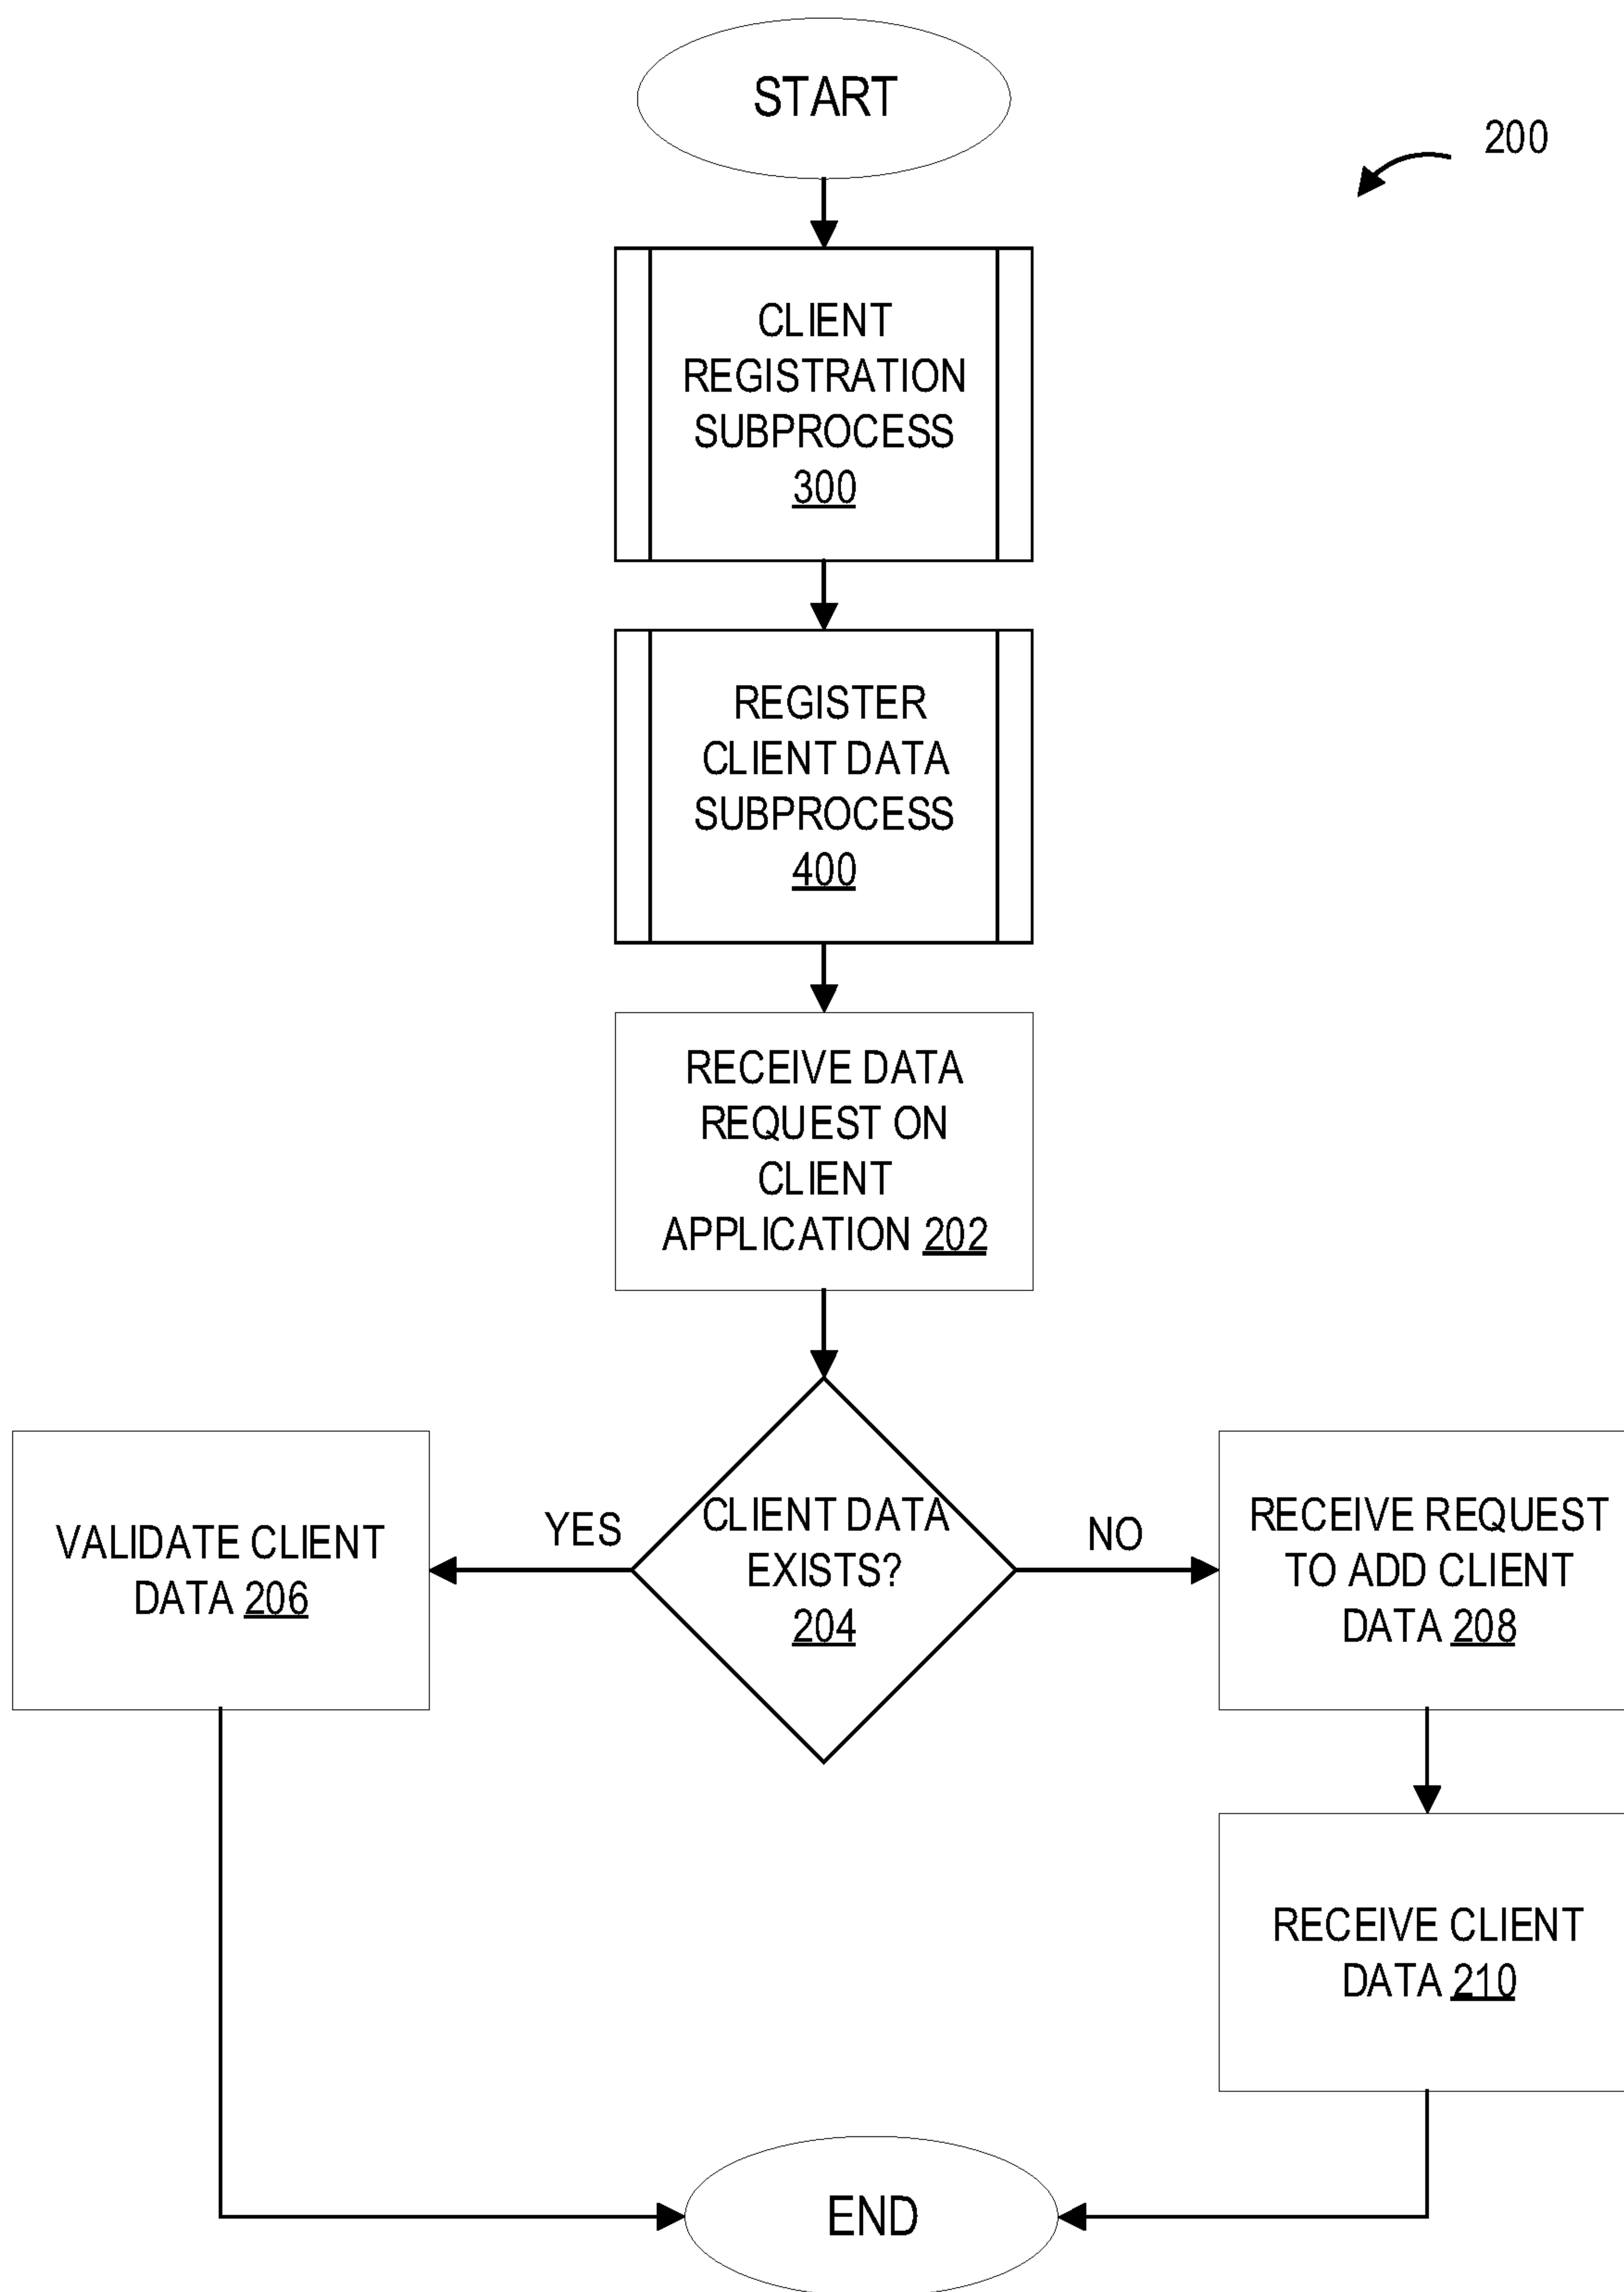 START
200
CLIENT
REGISTRATION
SUBPROCESS
300
REGISTER
CLIENT DATA
SUBPROCESS
400
RECEIVE DATA
REQUEST ON
CLIENT
APPLICATION 202
VALIDATE CLIENT
DATA 206
YES
CLIENT DATA
EXISTS?
204
NO
RECEIVE REQUEST
TO ADD CLIENT
DATA 208
RECEIVE CLIENT
DATA 210
END